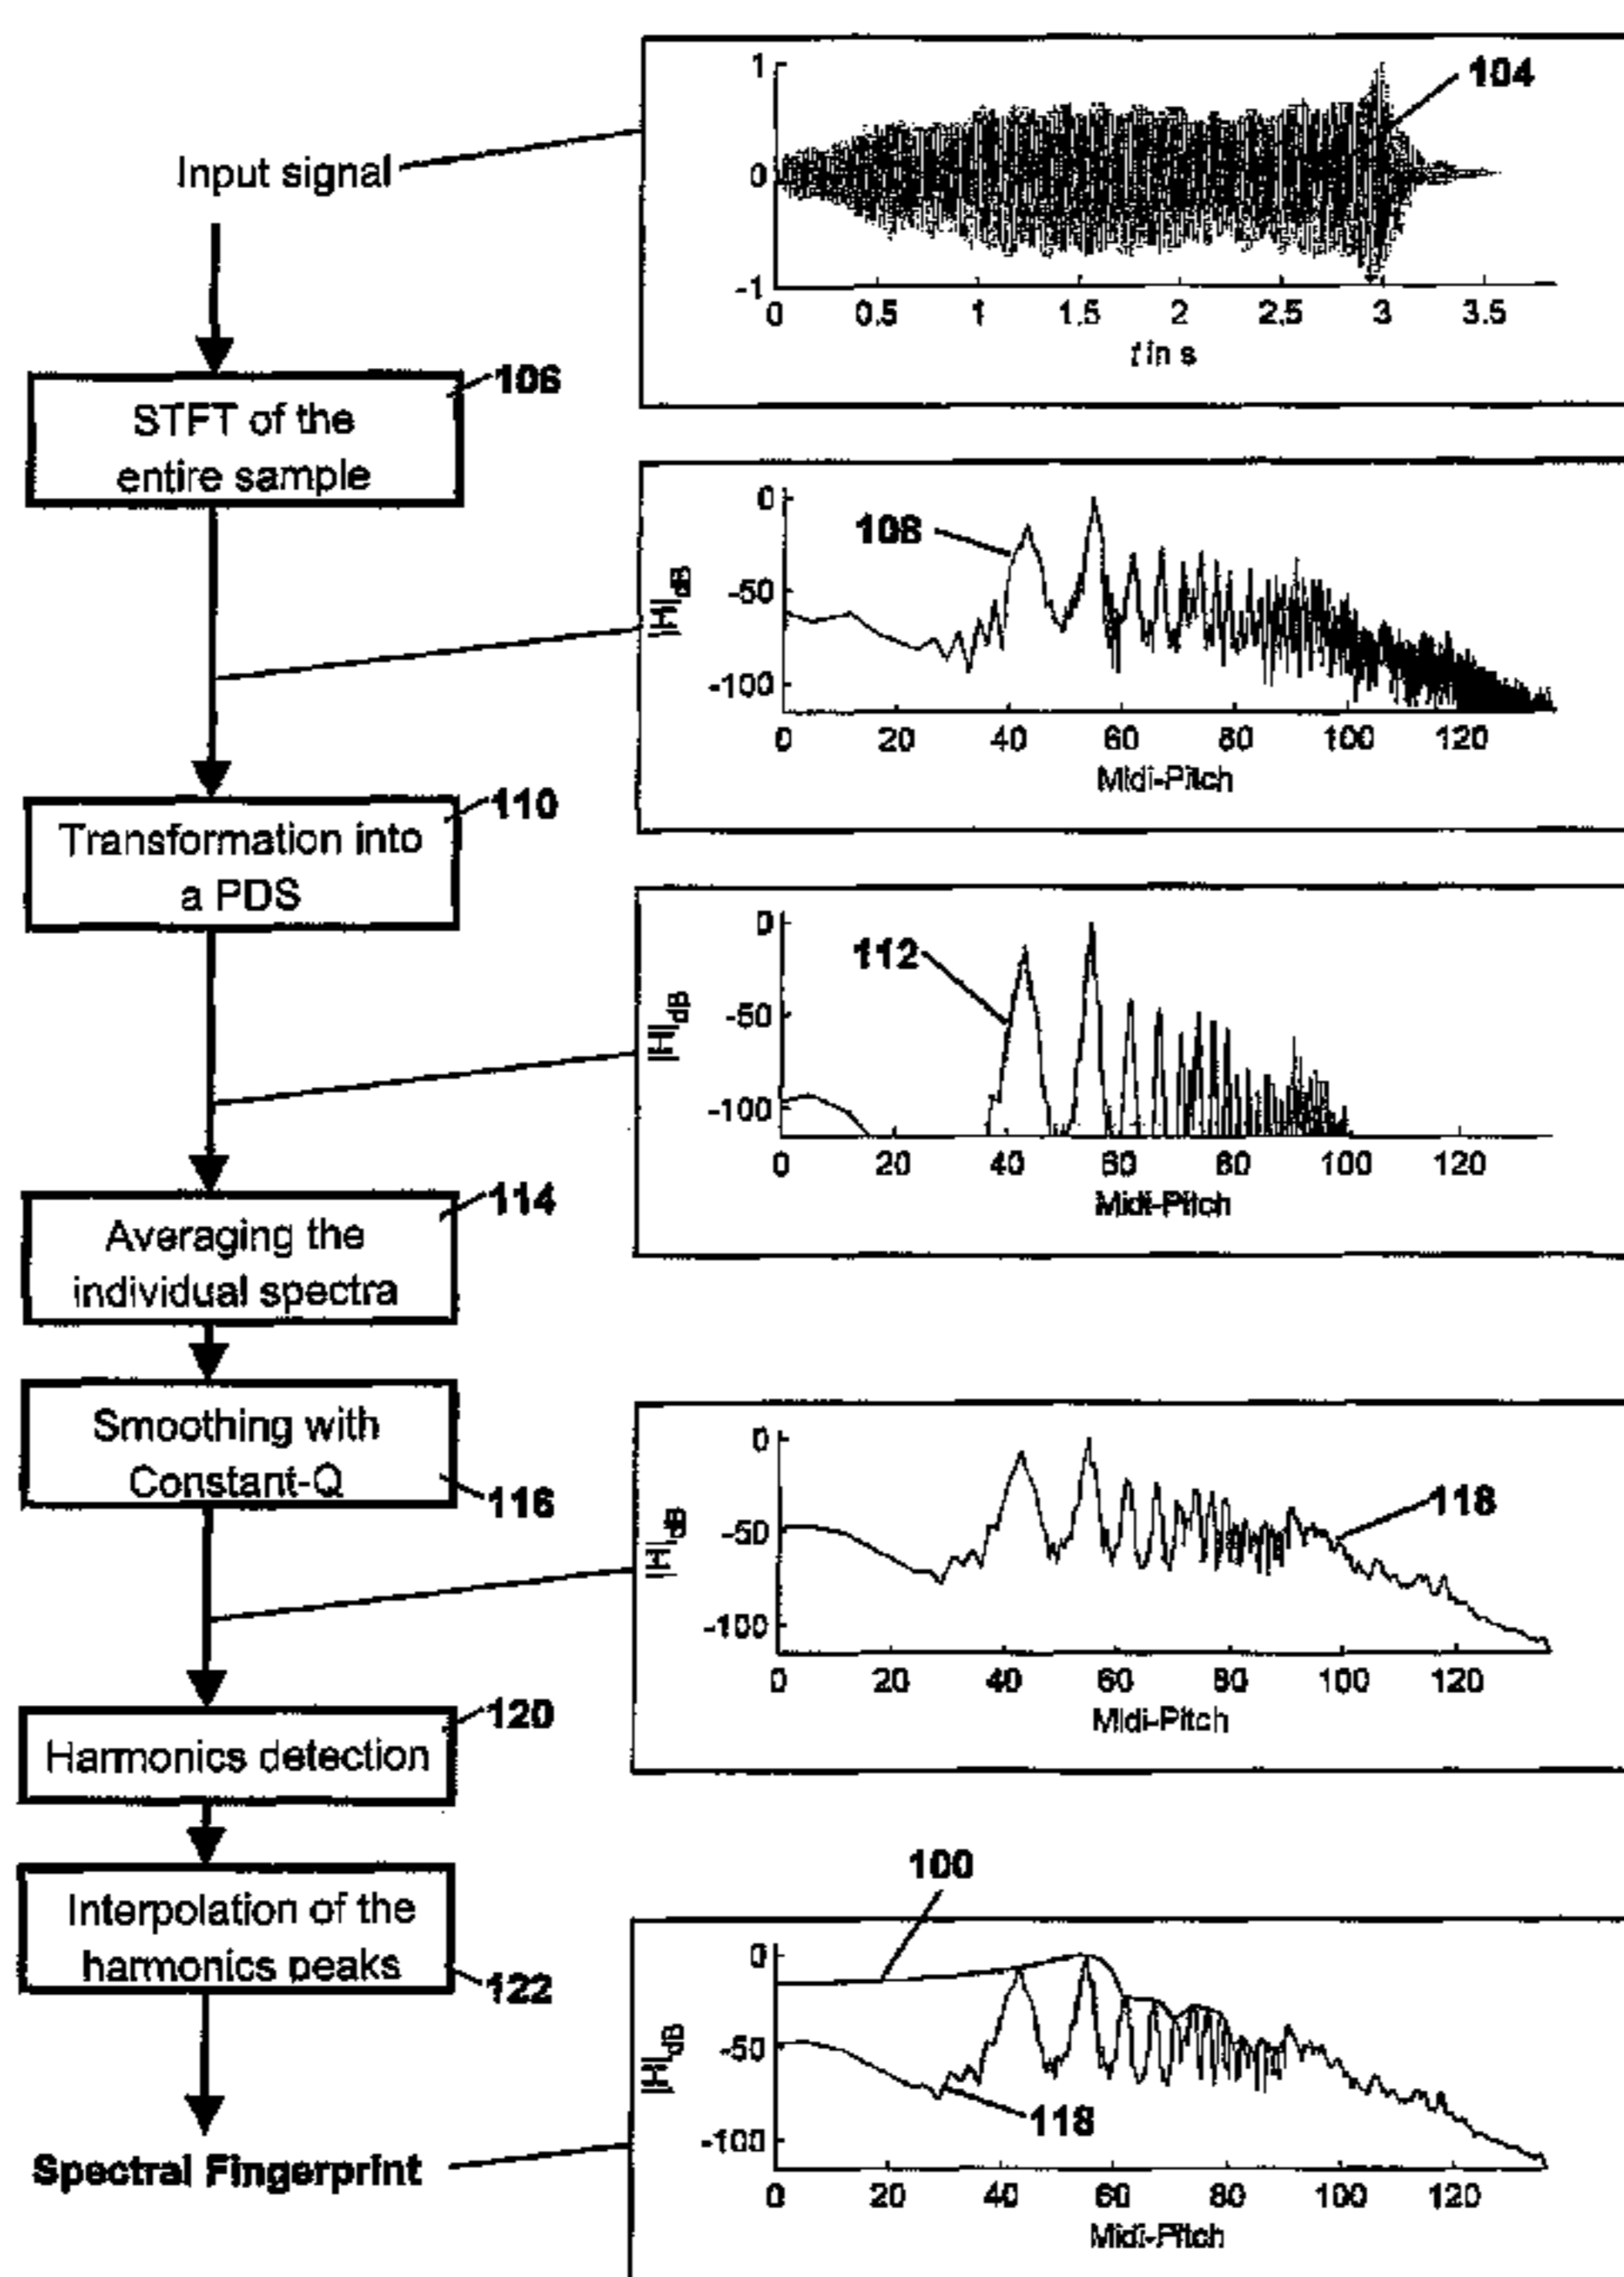 Input signal
1
0
-1
104
0 0.5 1 1.5 2 2.5 3 3.5
t in s
STFT of the
entire sample
106
0
-50
-100
|H|dB
108
0 20 40 60 80 100 120
Midi-Pitch
Transformation into
a PDS
110
0
-50
-100
|H|dB
112
0 20 40 60 80 100 120
Midi-Pitch
Averaging the
individual spectra
114
Smoothing with
Constant-Q
116
0
-50
-100
|H|dB
118
0 20 40 60 80 100 120
Midi-Pitch
Harmonics detection
120
Interpolation of the
harmonics peaks
122
100
0
-50
-100
|H|dB
118
0 20 40 60 80 100 120
Midi-Pitch
Spectral Fingerprint